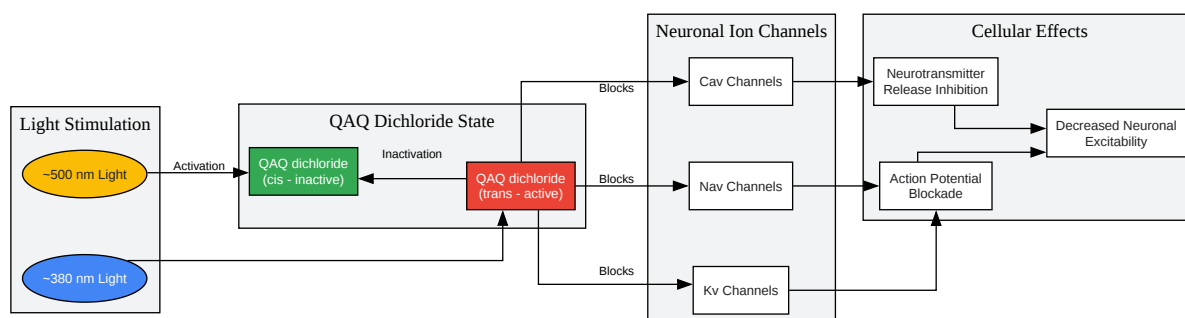 Light Stimulation
~500 nm Light
~380 nm Light
Activation
QAQ Dichloride State
QAQ dichloride
(cis - inactive)
Inactivation
QAQ dichloride
(trans - active)
Blocks
Blocks
Blocks
Neuronal Ion Channels
Cav Channels
Nav Channels
Kv Channels
Cellular Effects
Neurotransmitter
Release Inhibition
Action Potential
Blockade
Decreased Neuronal
Excitability